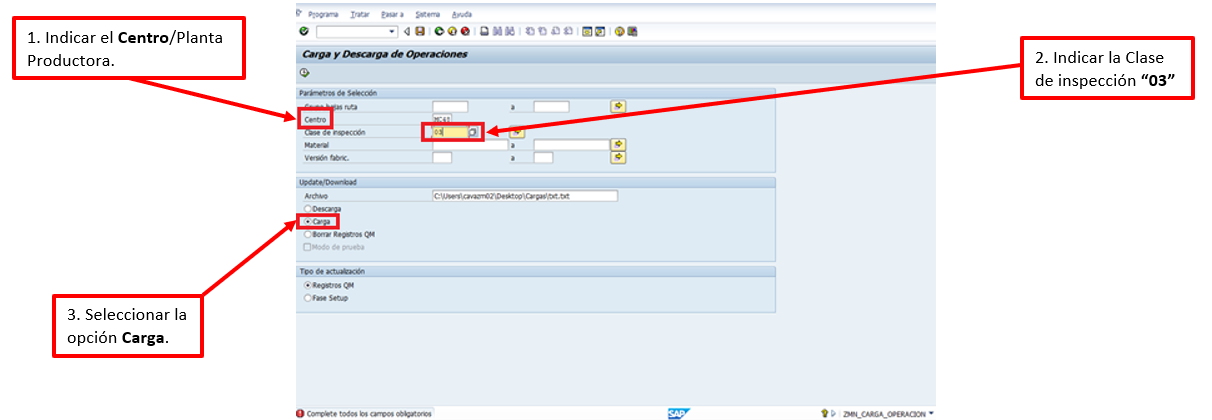 Programa Tratar Pasar a Sistema Ayuda
1. Indicar el Centro/Planta
Productora.
Carga y Descarga de Operaciones
2. Indicar la Clase
de inspección “03”
Parámetros de Selección
Grupo hojas ruta a
Centro MC40
Clase de inspección 03
Material a
Versión fabric. a
Update/Download
Archivo C:\Users\cavazm02\Desktop\Cargas\txt.txt
Descarga
Carga
Borrar Registros QM
Modo de prueba
Tipo de actualización
Registros QM
Fase Setup
3. Seleccionar la
opción Carga.
Complete todos los campos obligatorios
SAP
ZMN_CARGA_OPERACION